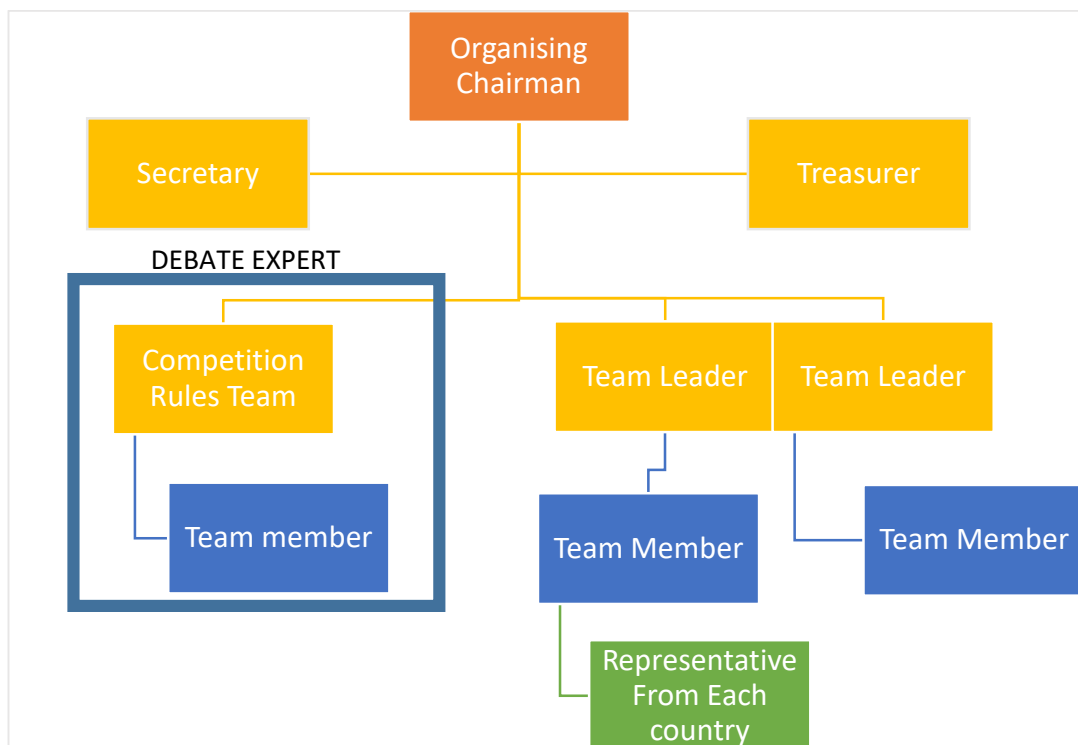 Organising
Chairman
Secretary
Treasurer
DEBATE EXPERT
Competition
Rules Team
Team Leader
Team Leader
Team member
Team Member
Team Member
Representative
From Each
country